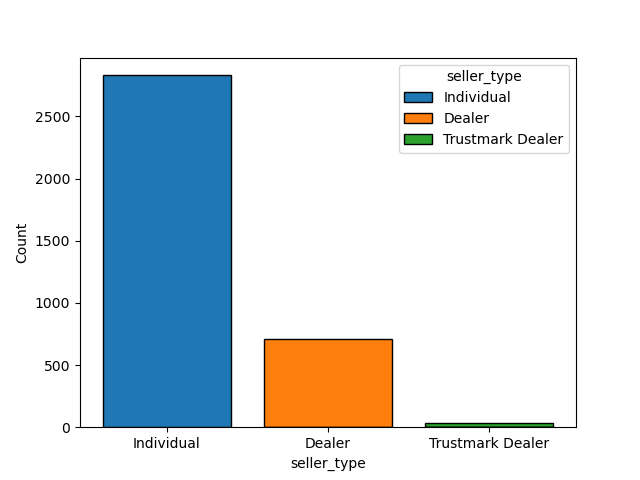 seller_type
Individual
Dealer
Trustmark Dealer
2500
2000
1500
1000
500
0
Count
Individual
Dealer
Trustmark Dealer
seller_type